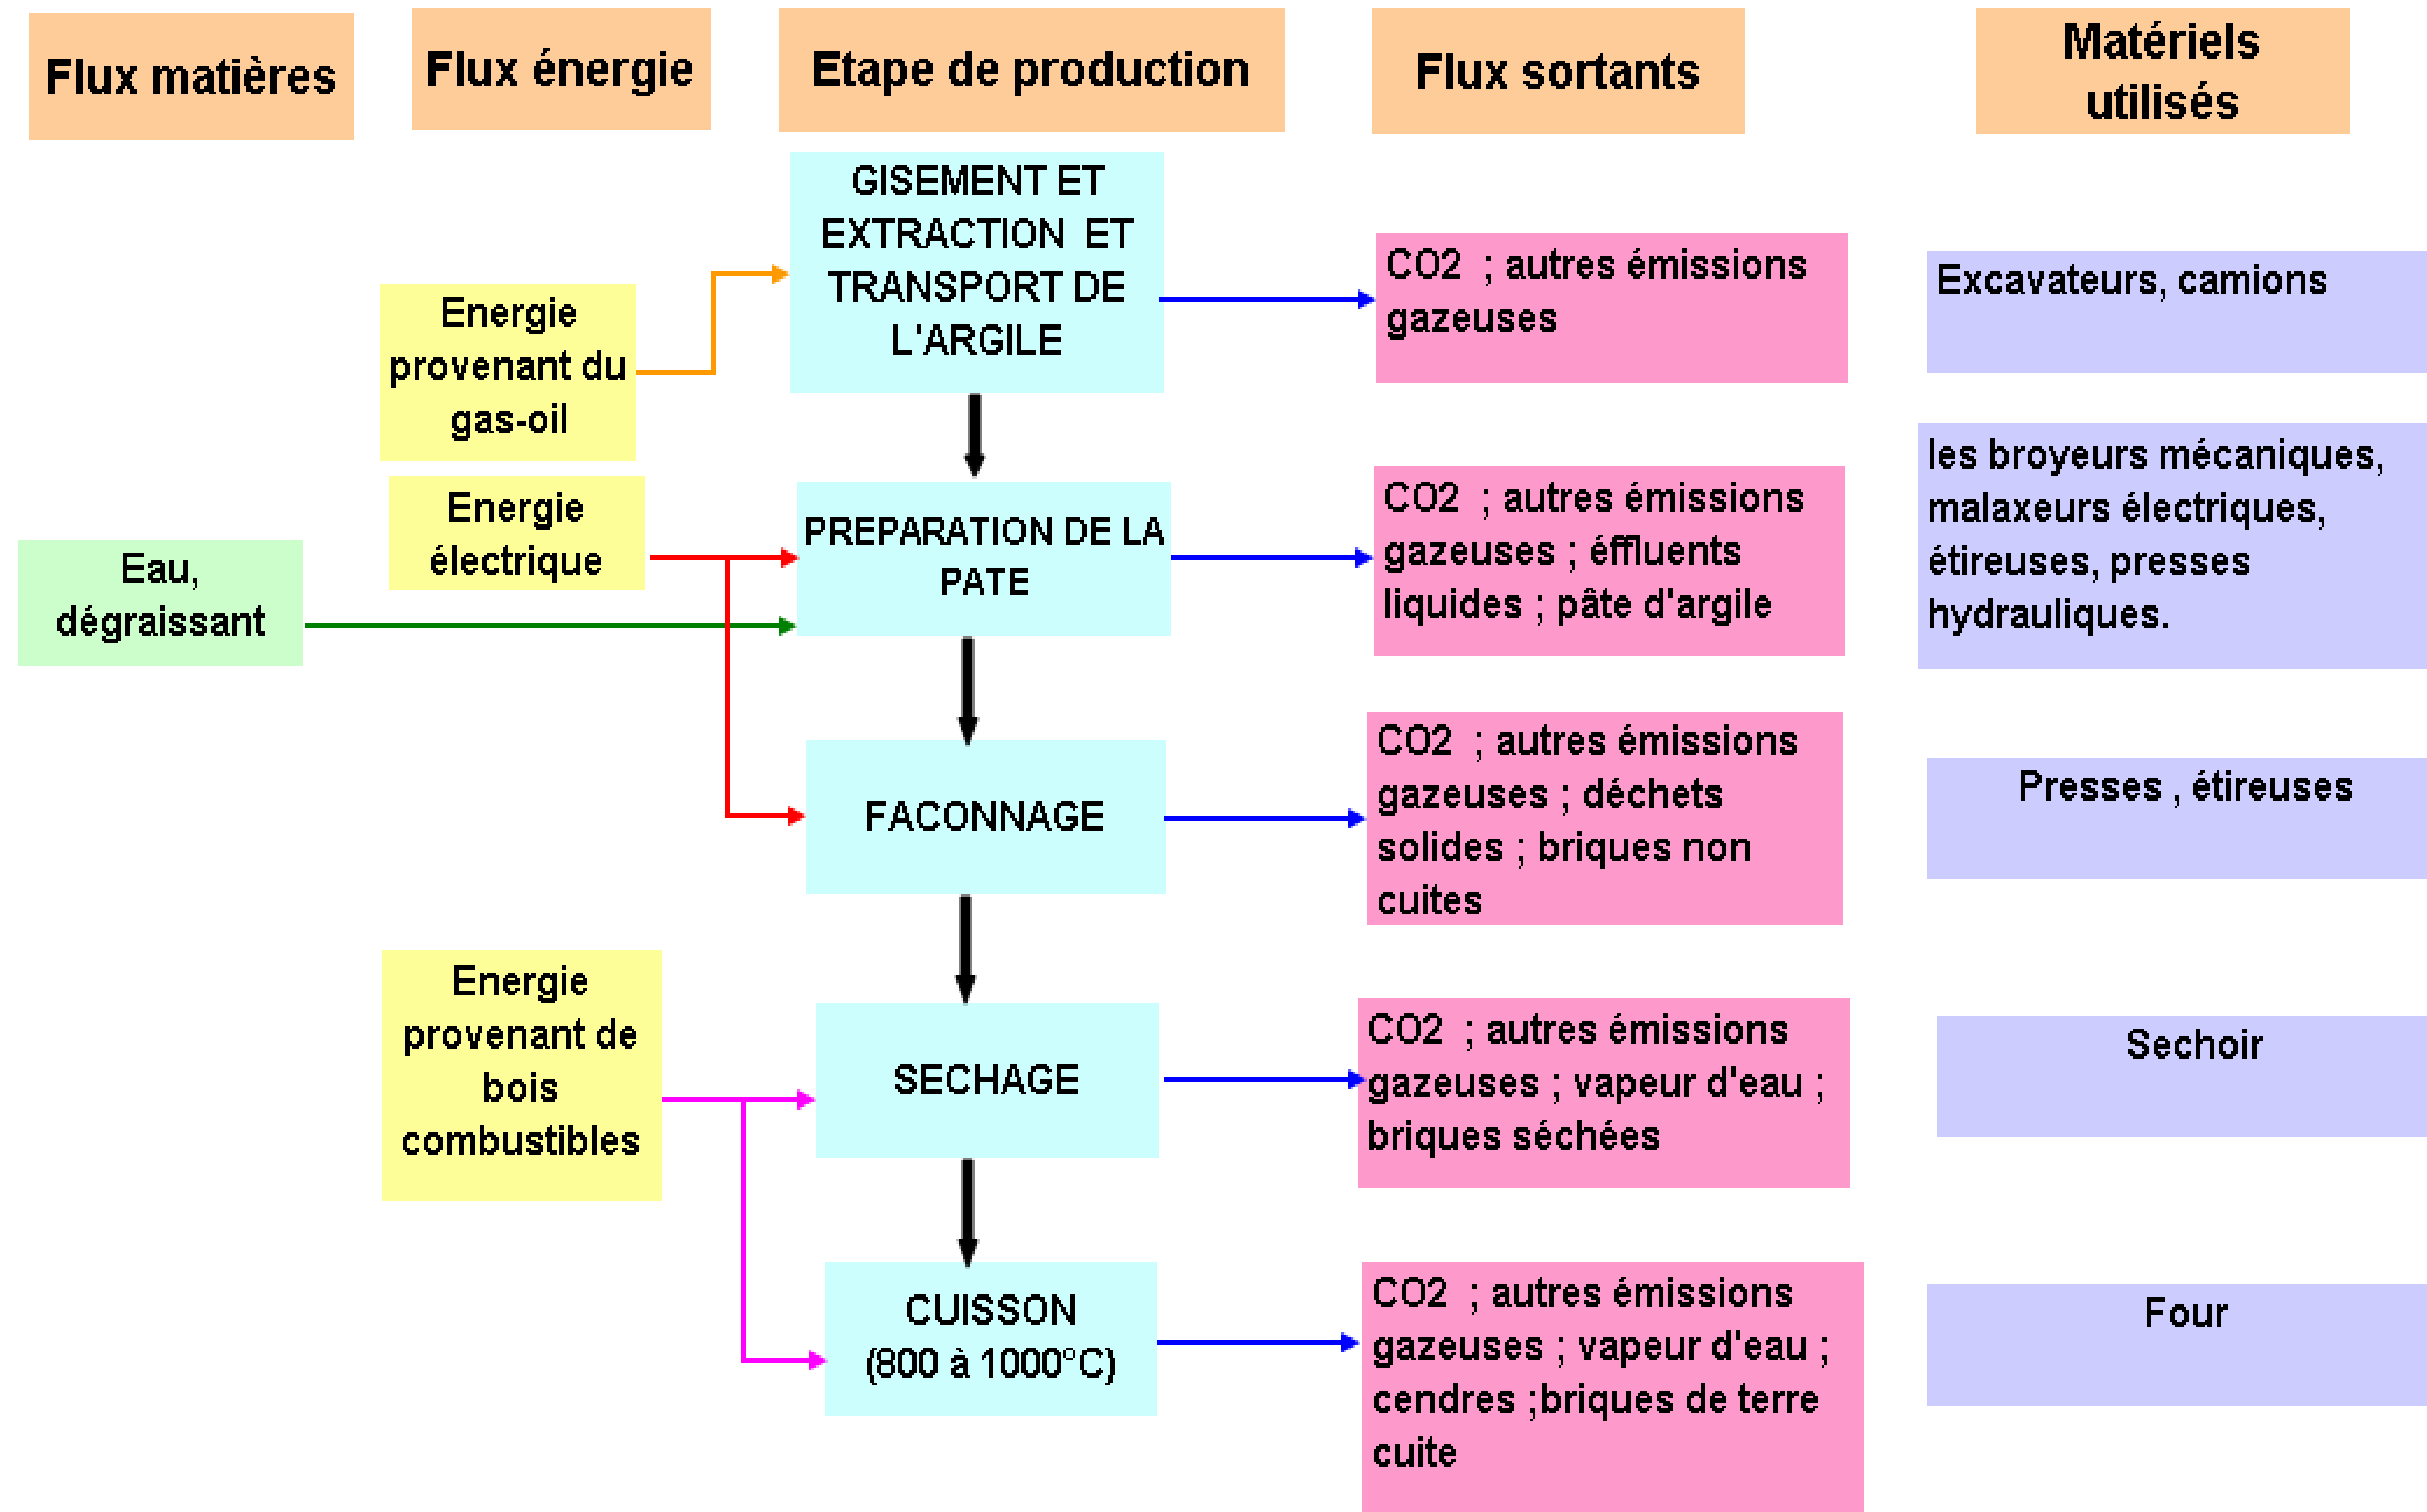 Flux matières
Flux énergie
Etape de production
Flux sortants
Matériels
utilisés
GISEMENT ET
EXTRACTION ET
TRANSPORT DE
L'ARGILE
Energie
provenant du
gas-oil
CO2 ; autres émissions
gazeuses
Excavateurs, camions
Eau,
dégraissant
Energie
électrique
PREPARATION DE LA
PATE
CO2 ; autres émissions
gazeuses ; éffluents
liquides ; pâte d'argile
les broyeurs mécaniques,
malaxeurs électriques,
étireuses, presses
hydrauliques.
FACONNAGE
CO2 ; autres émissions
gazeuses ; déchets
solides ; briques non
cuites
Presses , étireuses
Energie
provenant de
bois
combustibles
SECHAGE
CO2 ; autres émissions
gazeuses ; vapeur d'eau ;
briques séchées
Sechoir
CUISSON
(800 à 1000°C)
CO2 ; autres émissions
gazeuses ; vapeur d'eau ;
cendres ;briques de terre
cuite
Four